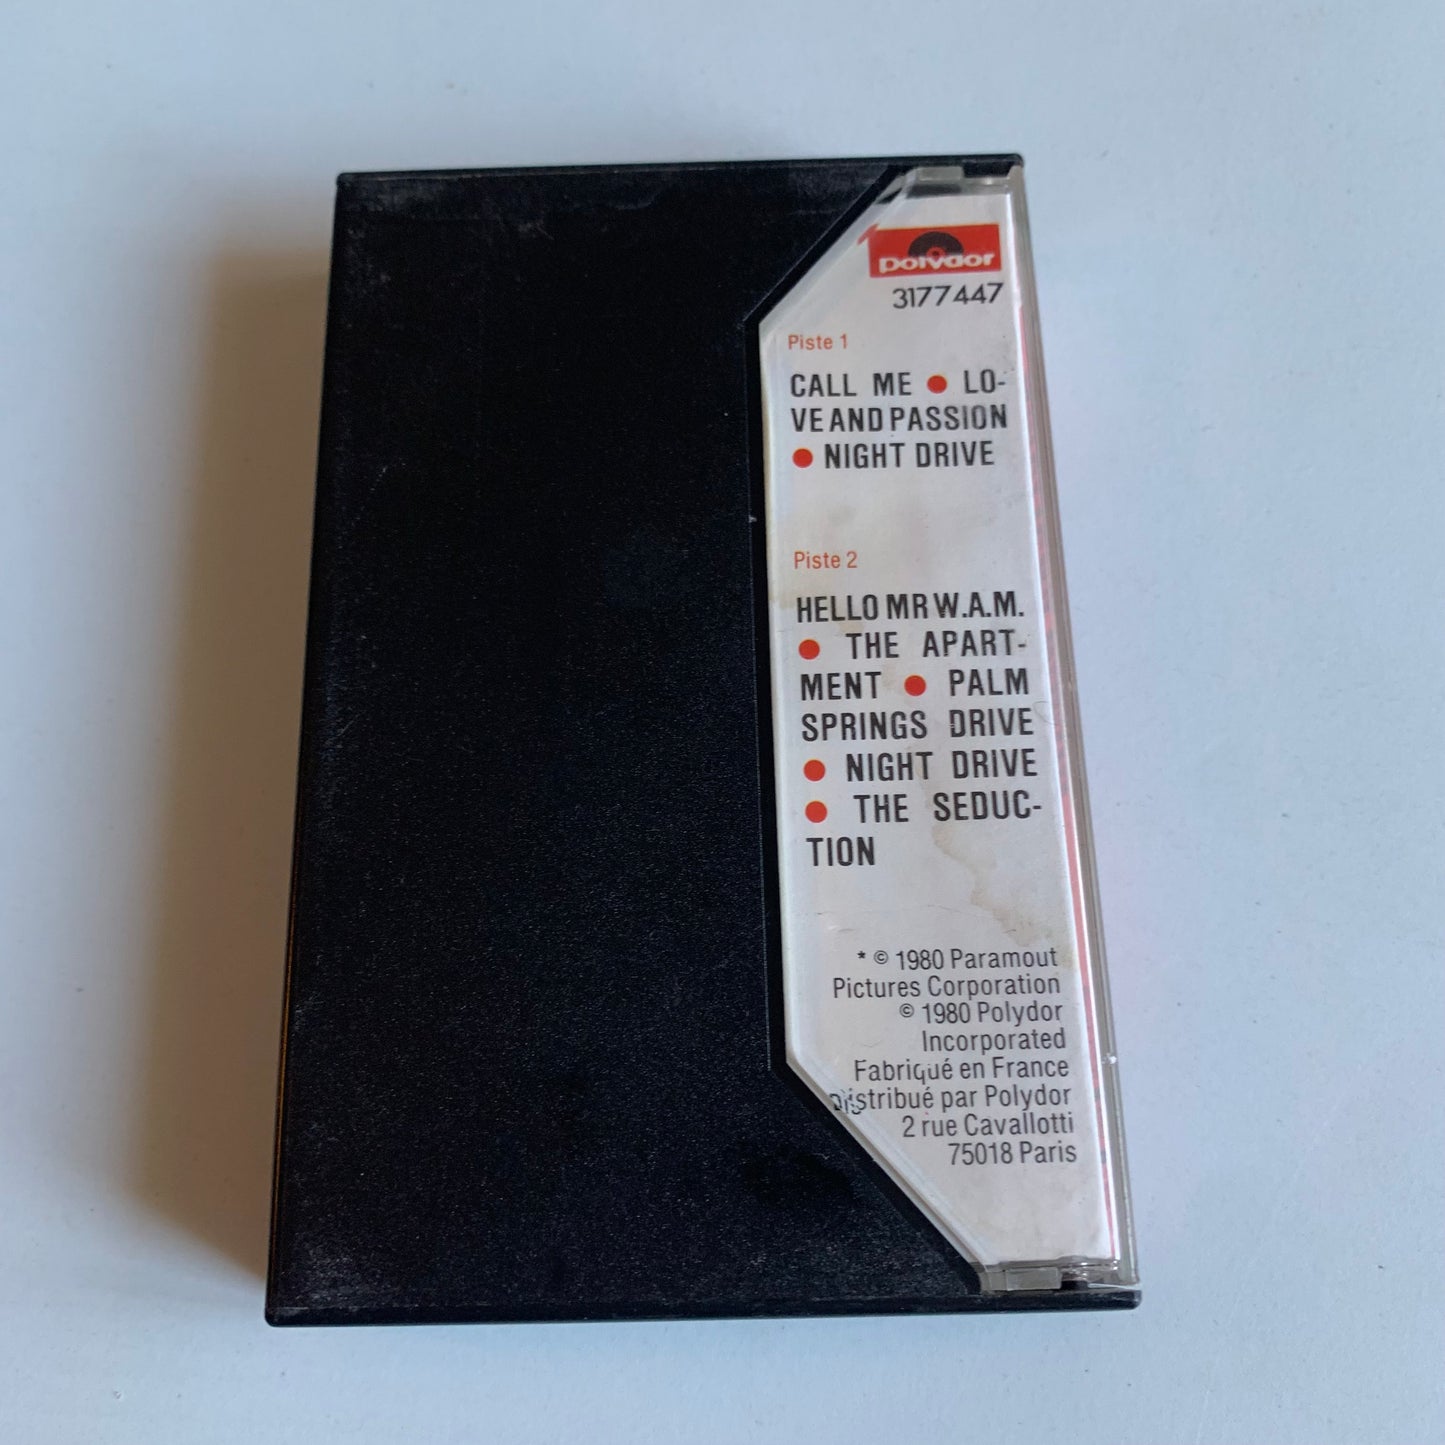 polydor
3177447
Piste 1
CALL ME ● LO-
VE AND PASSION
● NIGHT DRIVE
Piste 2
HELLO MR W.A.M.
● THE APART-
MENT ● PALM
SPRINGS DRIVE
● NIGHT DRIVE
● THE SEDUC-
TION
* © 1980 Paramout
Pictures Corporation
© 1980 Polydor
Incorporated
Fabriqué en France
Distribué par Polydor
2 rue Cavallotti
75018 Paris